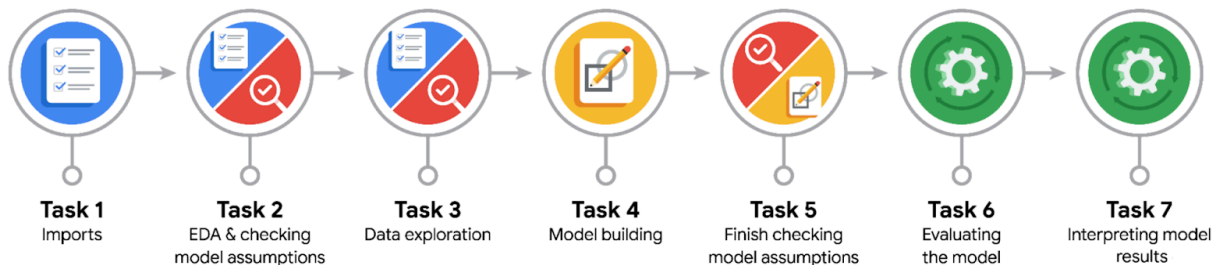 Task 1
Imports
Task 2
EDA & checking
model assumptions
Task 3
Data exploration
Task 4
Model building
Task 5
Finish checking
model assumptions
Task 6
Evaluating
the model
Task 7
Interpreting model
results